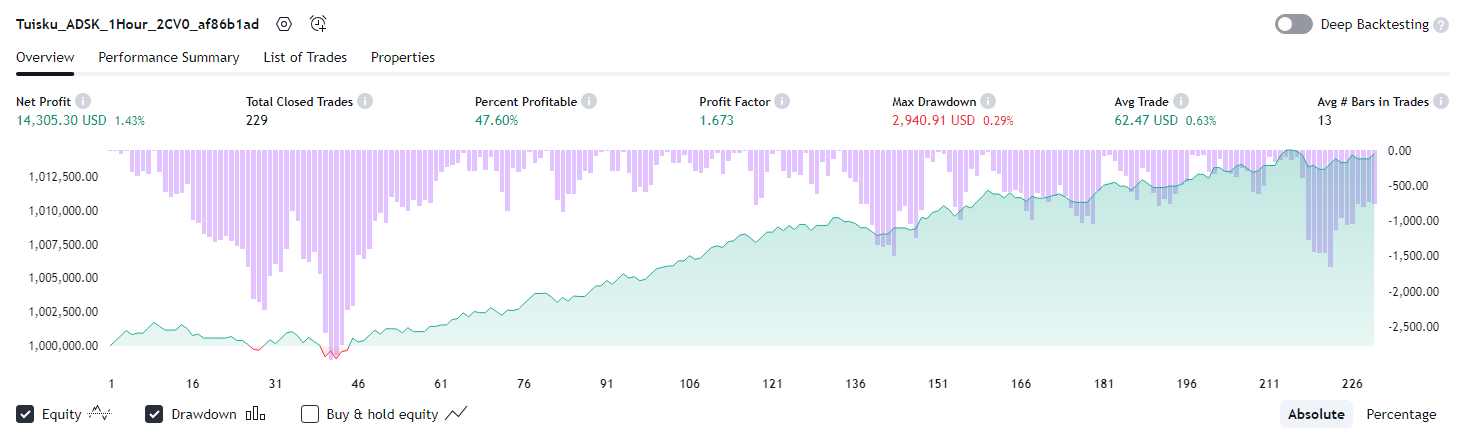 Tuisku_ADSK_1Hour_2CV0_af86b1ad Deep Backtesting ?
Overview Performance Summary List of Trades Properties
Net Profit Total Closed Trades Percent Profitable Profit Factor Max Drawdown Avg Trade Avg # Bars in Trades
14,305.30 USD 1.43% 229 47.60% 1.673 2,940.91 USD 0.29% 62.47 USD 0.63% 13
0.00
1,012,500.00
-500.00
1,010,000.00
-1,000.00
1,007,500.00
-1,500.00
1,005,000.00
-2,000.00
1,002,500.00
-2,500.00
1,000,000.00
1 16 31 46 61 76 91 106 121 136 151 166 181 196 211 226
Equity Drawdown Buy & hold equity Absolute Percentage